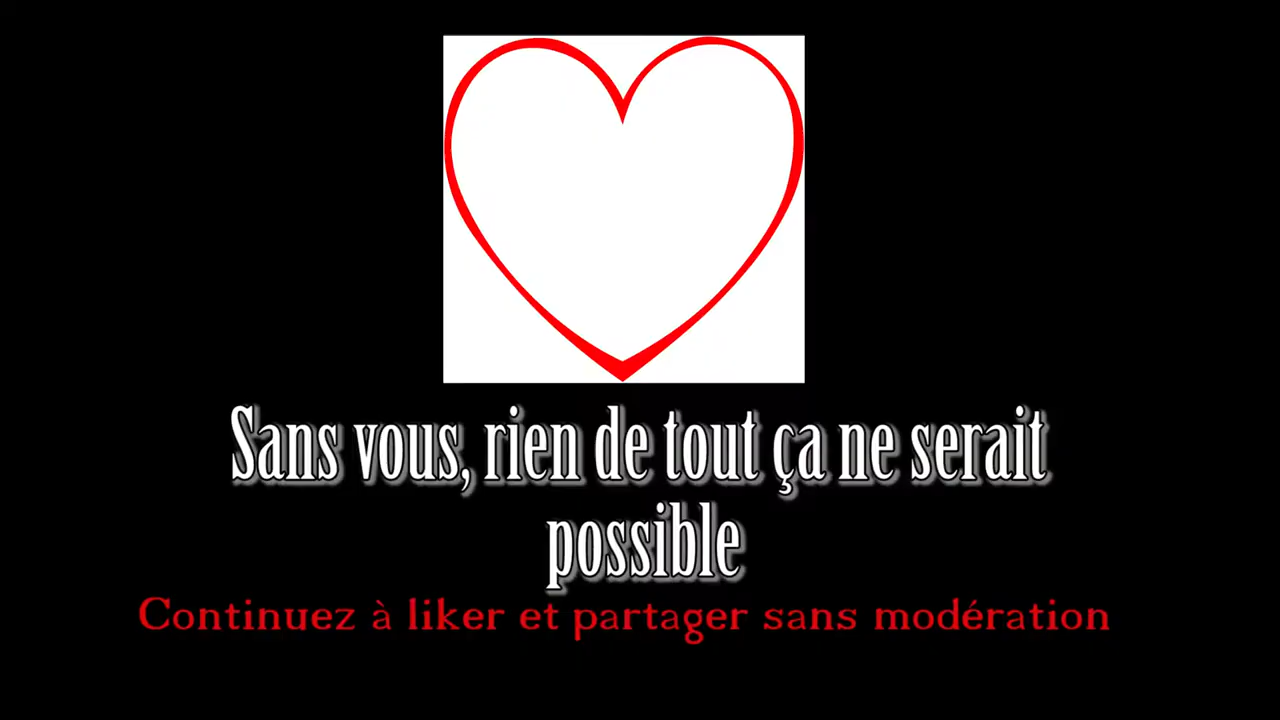 Sans vous, rien de tout ça ne serait
possible
Continuez à liker et partager sans modération